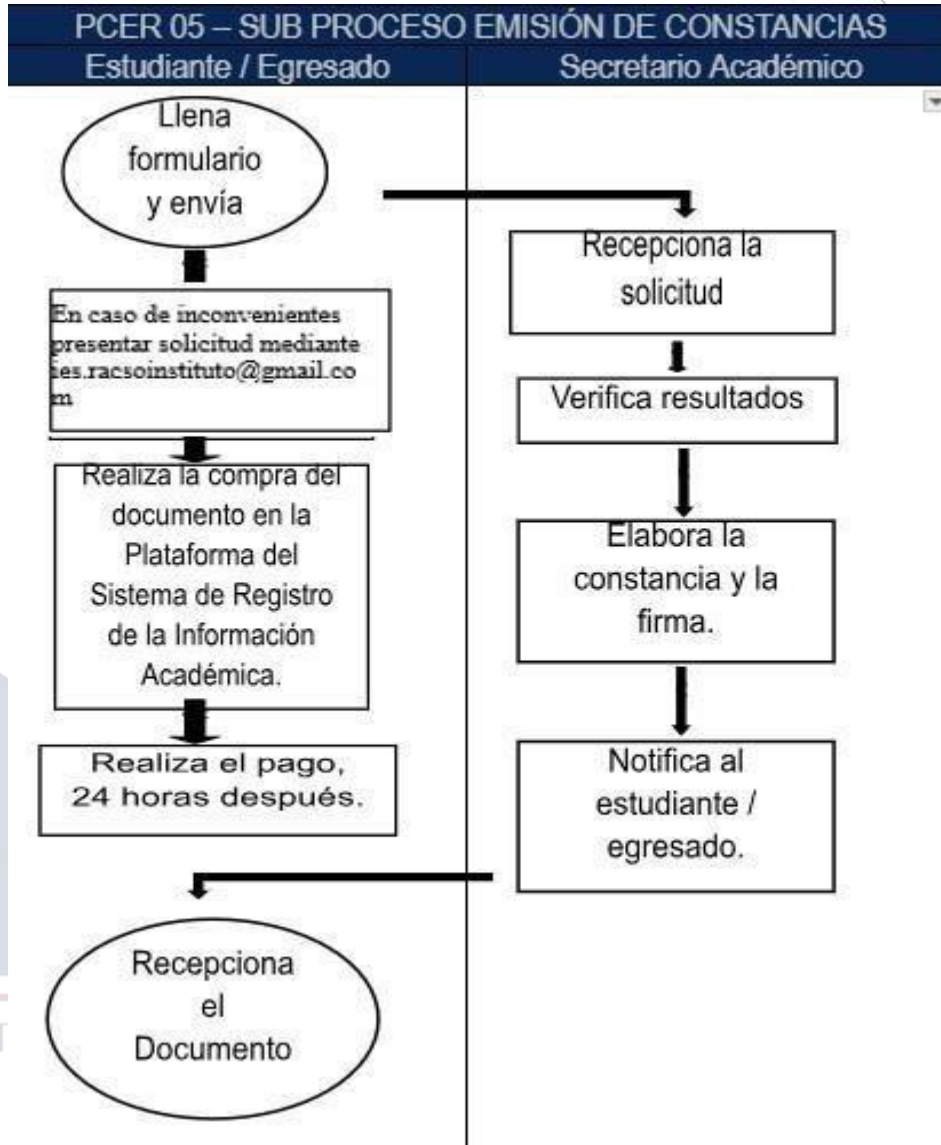 PCER 05 – SUB PROCESO EMISIÓN DE CONSTANCIAS
Estudiante / Egresado
Secretario Académico
Llena
formulario
y envía
En caso de inconvenientes
presentar solicitud mediante
ies.racsoinstituto@gmail.co
m
Realiza la compra del
documento en la
Plataforma del
Sistema de Registro
de la Información
Académica.
Realiza el pago,
24 horas después.
Recepciona la
solicitud
Verifica resultados
Elabora la
constancia y la
firma.
Notifica al
estudiante /
egresado.
Recepciona
el
Documento